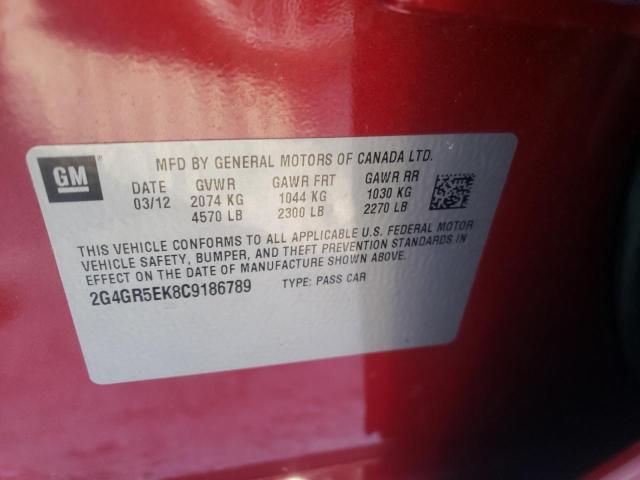 GM
MFD BY GENERAL MOTORS OF CANADA LTD.
DATE GVWR GAWR FRT GAWR RR
03/12 2074 KG 1044 KG 1030 KG
4570 LB 2300 LB 2270 LB
THIS VEHICLE CONFORMS TO ALL APPLICABLE U.S. FEDERAL MOTOR
VEHICLE SAFETY, BUMPER, AND THEFT PREVENTION STANDARDS IN
EFFECT ON THE DATE OF MANUFACTURE SHOWN ABOVE.
2G4GR5EK8C9186789 TYPE: PASS CAR